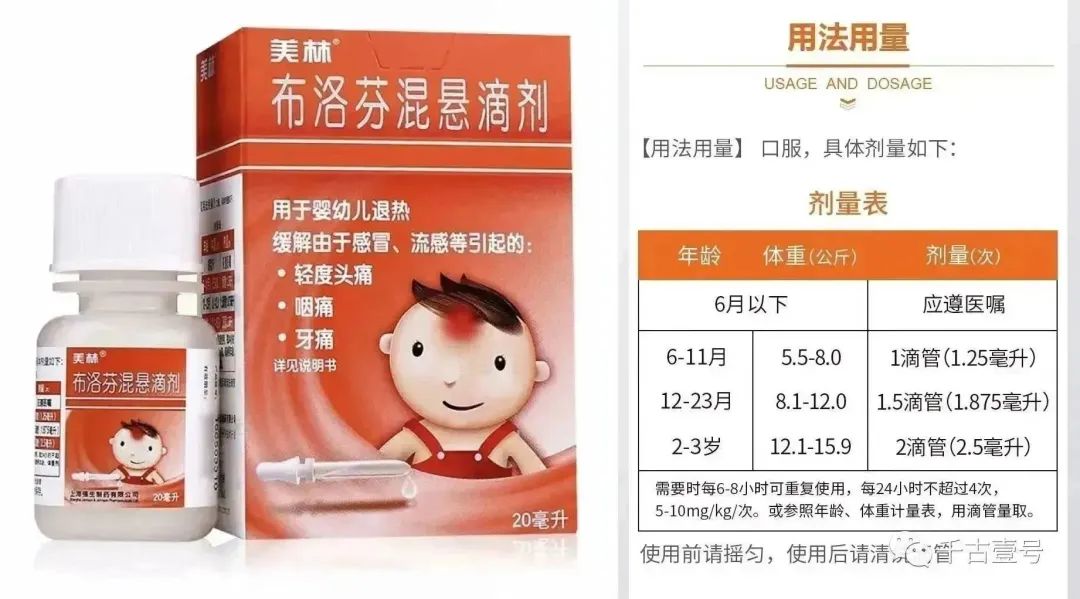 美林®
布洛芬混悬滴剂
用于婴幼儿退热
缓解由于感冒、流感等引起的:
• 轻度头痛
• 咽痛
• 牙痛
详见说明书
20毫升
美林
美林
布洛芬混悬滴剂
上海强生制药有限公司
20毫升
用法用量
USAGE AND DOSAGE
【用法用量】 口服，具体剂量如下：
剂量表
年龄 体重(公斤) 剂量(次)
6月以下 应遵医嘱
6-11月 5.5-8.0 1滴管(1.25毫升)
12-23月 8.1-12.0 1.5滴管(1.875毫升)
2-3岁 12.1-15.9 2滴管(2.5毫升)
需要时每6-8小时可重复使用，每24小时不超过4次，
5-10mg/kg/次。或参照年龄、体重计量表，用滴管量取。
使用前请摇匀，使用后请清洗滴管
千古壹号